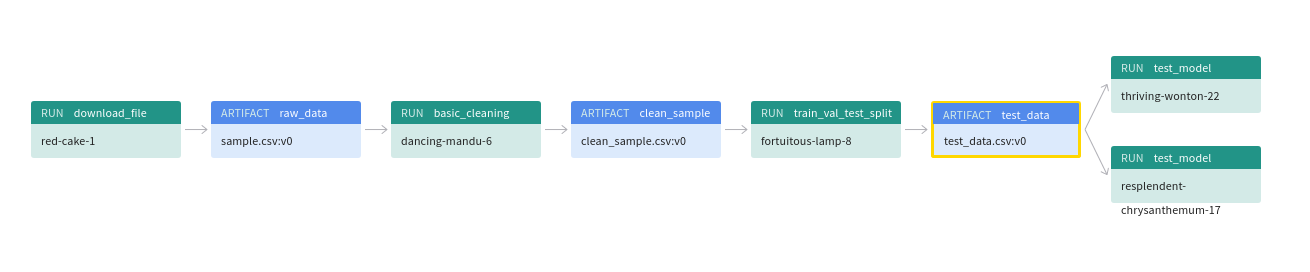 RUN download_file
red-cake-1
ARTIFACT raw_data
sample.csv:v0
RUN basic_cleaning
dancing-mandu-6
ARTIFACT clean_sample
clean_sample.csv:v0
RUN train_val_test_split
fortuitous-lamp-8
ARTIFACT test_data
test_data.csv:v0
RUN test_model
thriving-wonton-22
RUN test_model
resplendent-
chrysanthemum-17